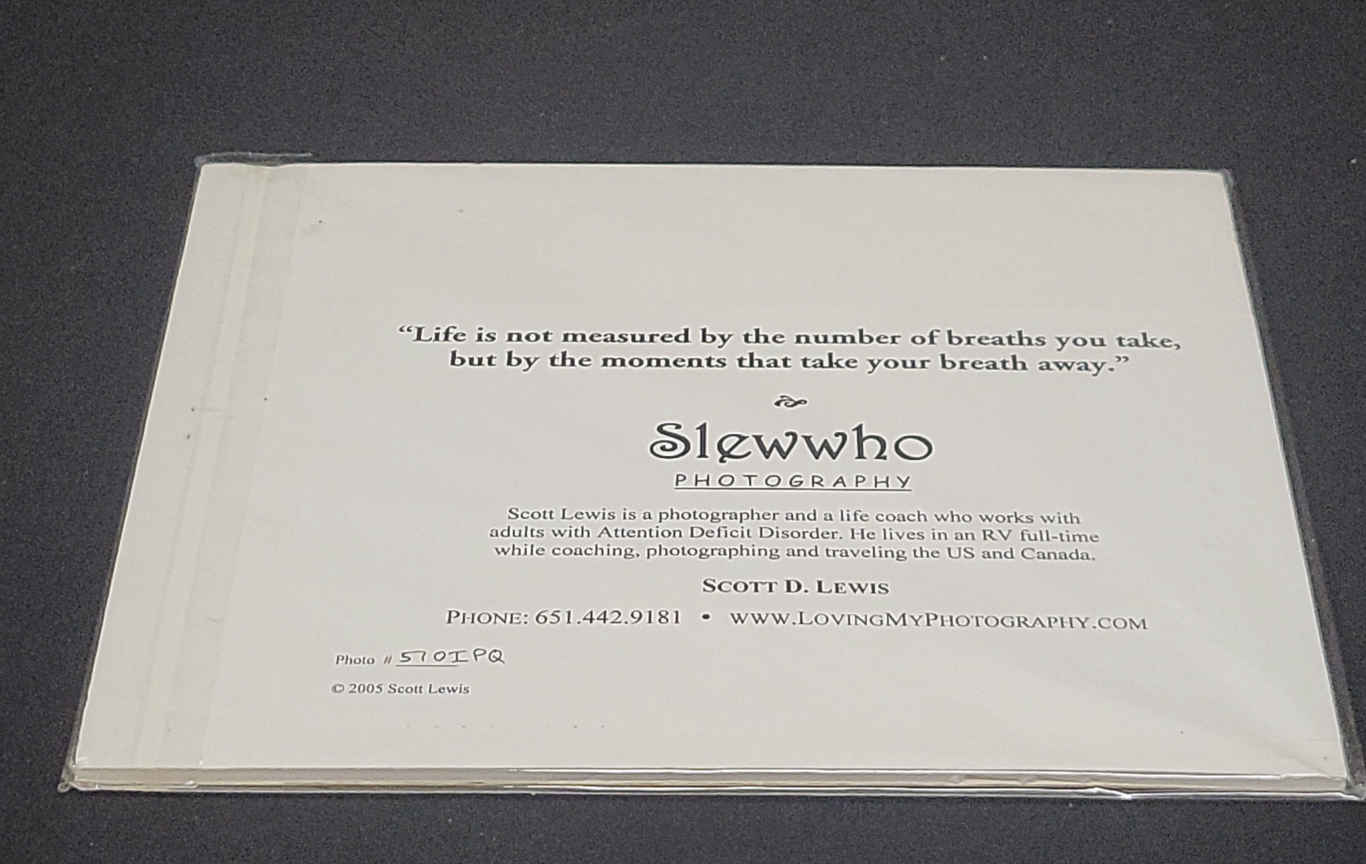 “Life is not measured by the number of breaths you take,
but by the moments that take your breath away.”
Slewwho
PHOTOGRAPHY
Scott Lewis is a photographer and a life coach who works with
adults with Attention Deficit Disorder. He lives in an RV full-time
while coaching, photographing and traveling the US and Canada.
SCOTT D. LEWIS
PHONE: 651.442.9181 • WWW.LOVINGMYPHOTOGRAPHY.COM
Photo # 570IPQ
© 2005 Scott Lewis